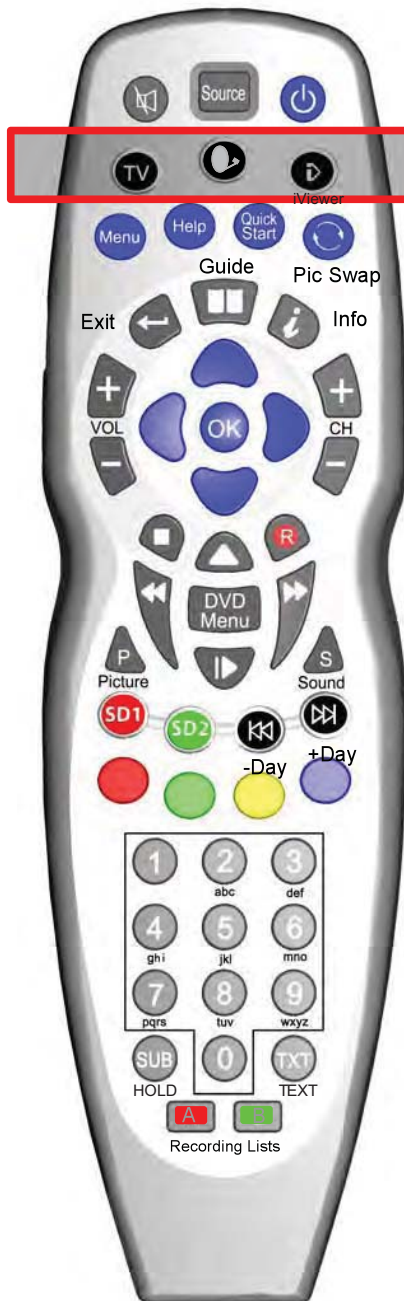 Source
TV
iViewer
Menu Help Quick Start
Guide Pic Swap
Exit Info
+ +
VOL OK CH
- -
R
DVD
Menu
P S
Picture Sound
SD1 SD2
-Day +Day
1 2 3
abc def
4 5 6
ghi jkl mno
7 8 9
pqrs tuv wxyz
SUB 0 TXT
HOLD TEXT
A
Recording Lists